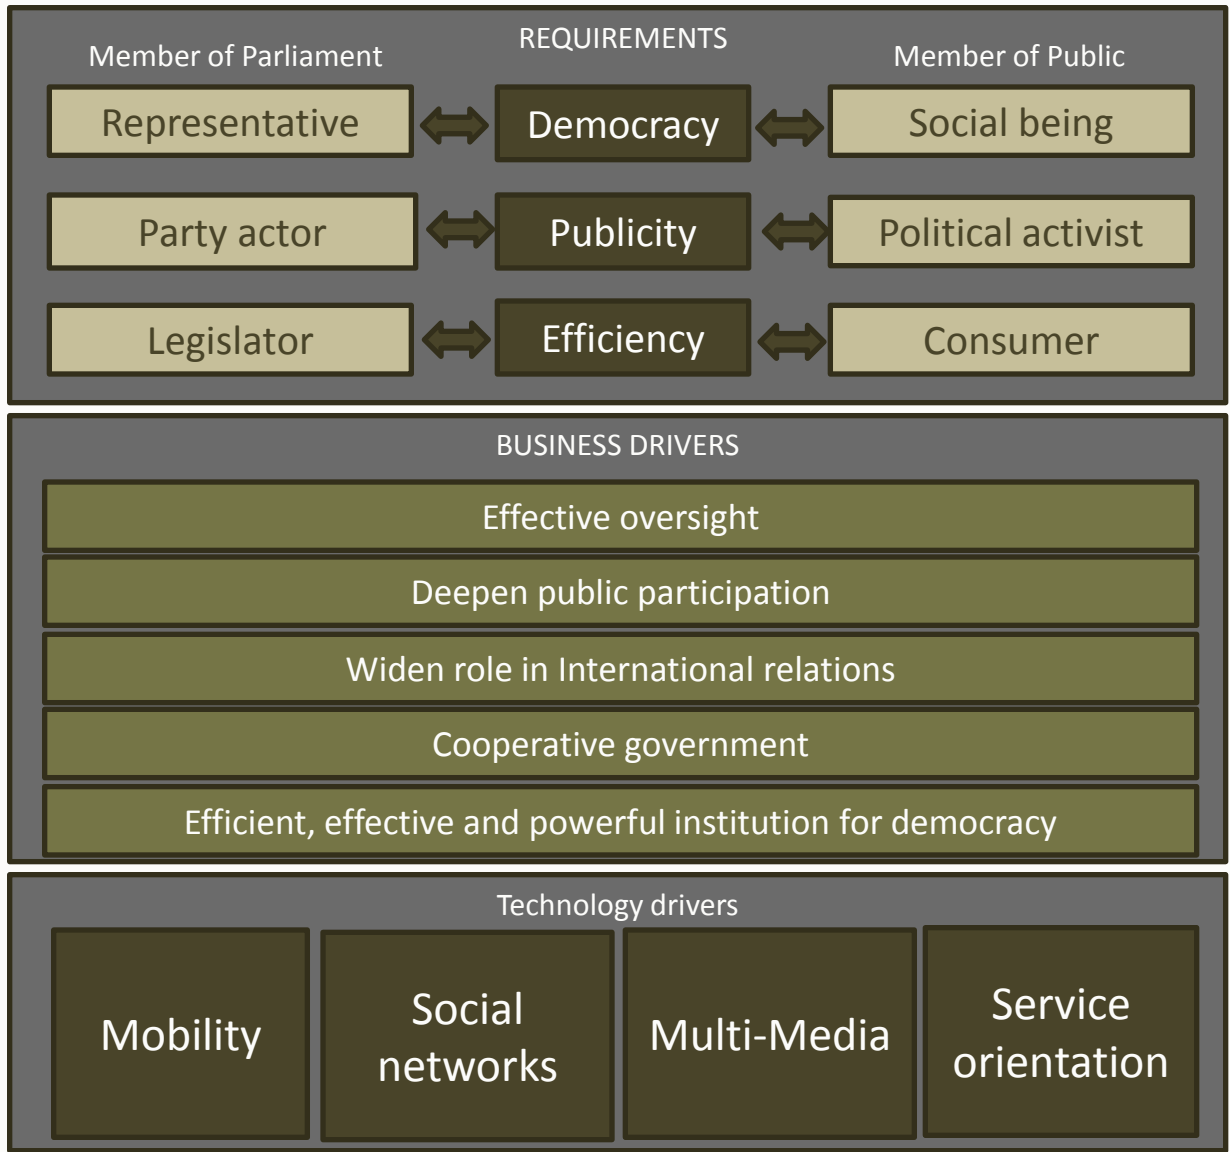 REQUIREMENTS
Member of Parliament
Member of Public
Representative
Democracy
Social being
Party actor
Publicity
Political activist
Legislator
Efficiency
Consumer
BUSINESS DRIVERS
Effective oversight
Deepen public participation
Widen role in International relations
Cooperative government
Efficient, effective and powerful institution for democracy
Technology drivers
Mobility
Social
networks
Multi-Media
Service
orientation